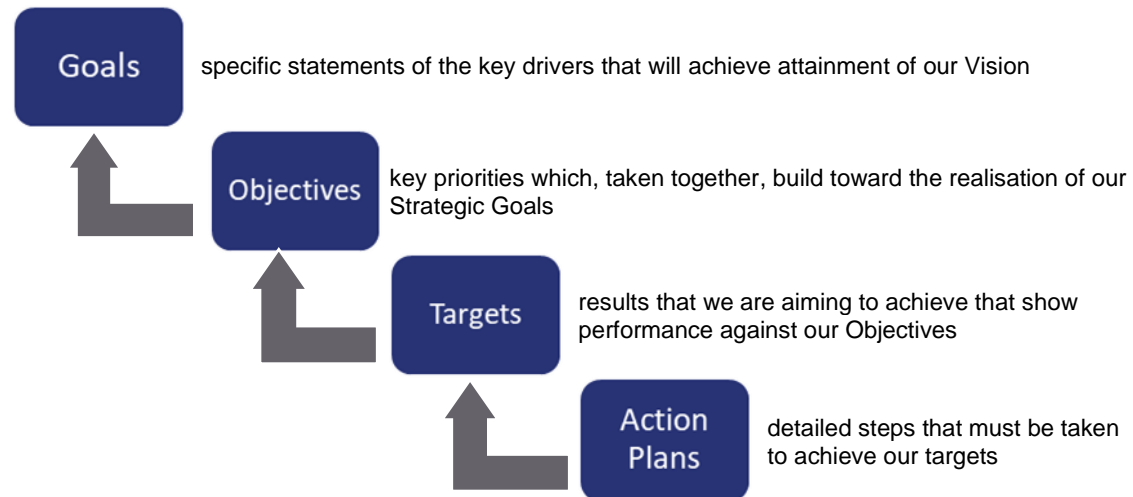 Goals
specific statements of the key drivers that will achieve attainment of our Vision
Objectives
key priorities which, taken together, build toward the realisation of our
Strategic Goals
Targets
results that we are aiming to achieve that show
performance against our Objectives
Action
Plans
detailed steps that must be taken
to achieve our targets